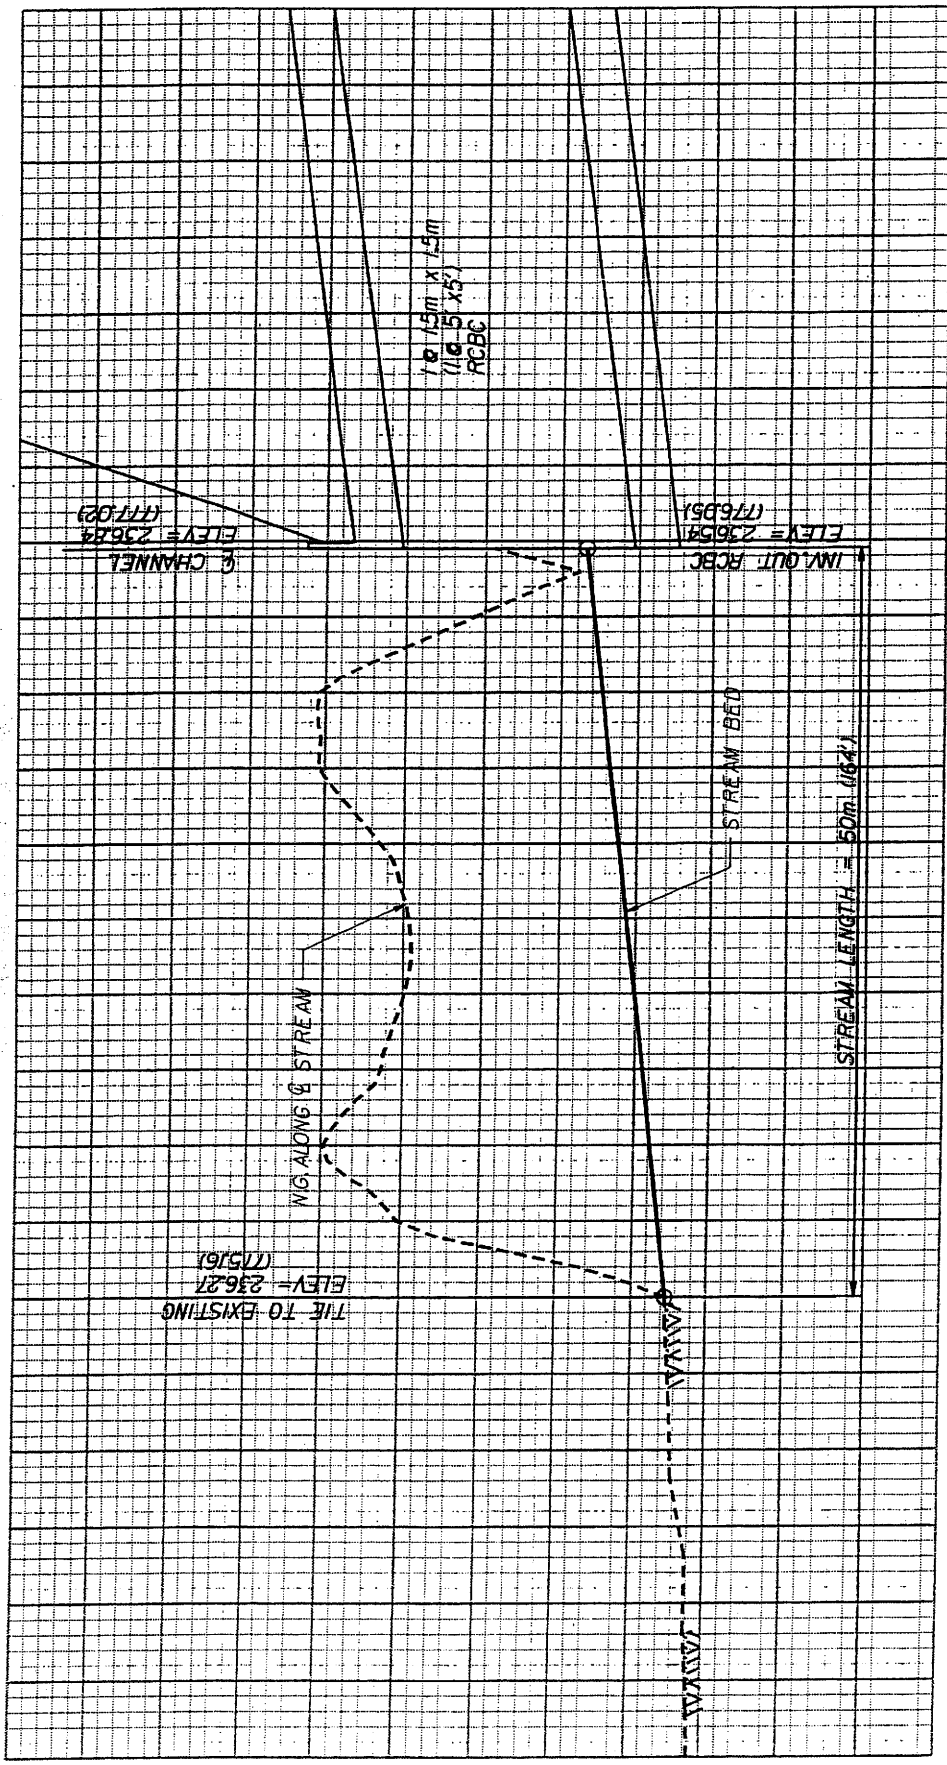 ℄ CHANNEL
ELEV = 236.84
(777.02)
INV. OUT RCBC
ELEV = 236.54
(776.05)
1 @ 1.5m x 1.5m
(1 @ 5' x 5')
RCBC
STREAM BED
STREAM LENGTH = 50m (164')
N.G. ALONG ℄ STREAM
TIE TO EXISTING
ELEV = 236.27
(775.16)